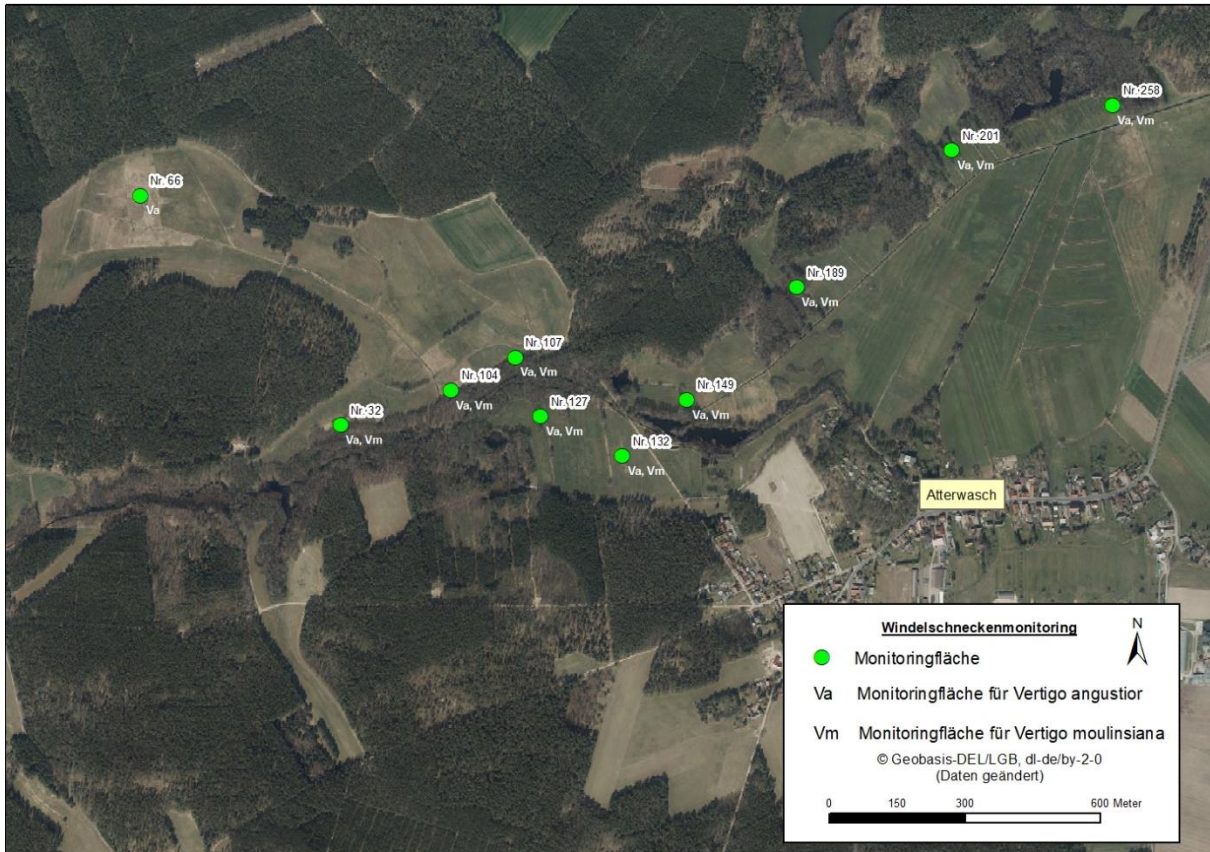 Nr. 258
Va, Vm
Nr. 201
Va, Vm
Nr. 66
Va
Nr. 189
Va, Vm
Nr. 107
Va, Vm
Nr. 104
Va, Vm
Nr. 149
Va, Vm
Nr. 127
Va, Vm
Nr. 32
Va, Vm
Nr. 132
Va, Vm
Atterwasch
Windelschneckenmonitoring
N
Monitoringfläche
Va Monitoringfläche für Vertigo angustior
Vm Monitoringfläche für Vertigo moulinsiana
© Geobasis-DEL/LGB, dl-de/by-2-0
(Daten geändert)
0 150 300 600 Meter